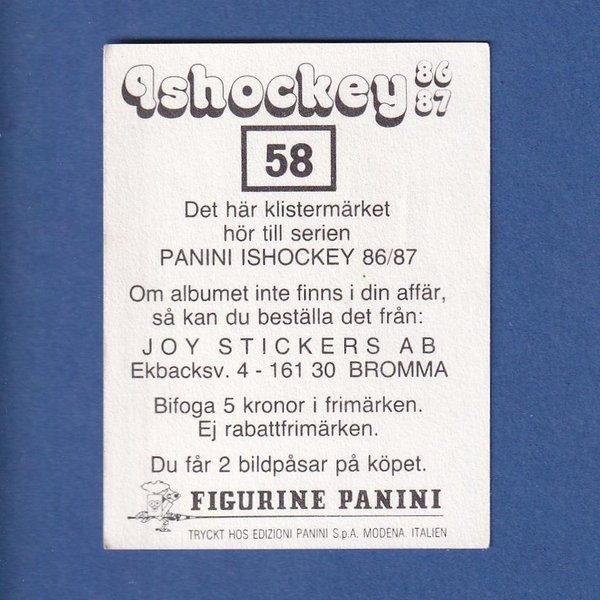 Ishockey 86
87
58
Det här klistermärket
hör till serien
PANINI ISHOCKEY 86/87
Om albumet inte finns i din affär,
så kan du beställa det från:
JOY STICKERS AB
Ekbacksv. 4 - 161 30 BROMMA
Bifoga 5 kronor i frimärken.
Ej rabattfrimärken.
Du får 2 bildpåsar på köpet.
FIGURINE PANINI
TRYCKT HOS EDIZIONI PANINI S.p.A. MODENA. ITALIEN